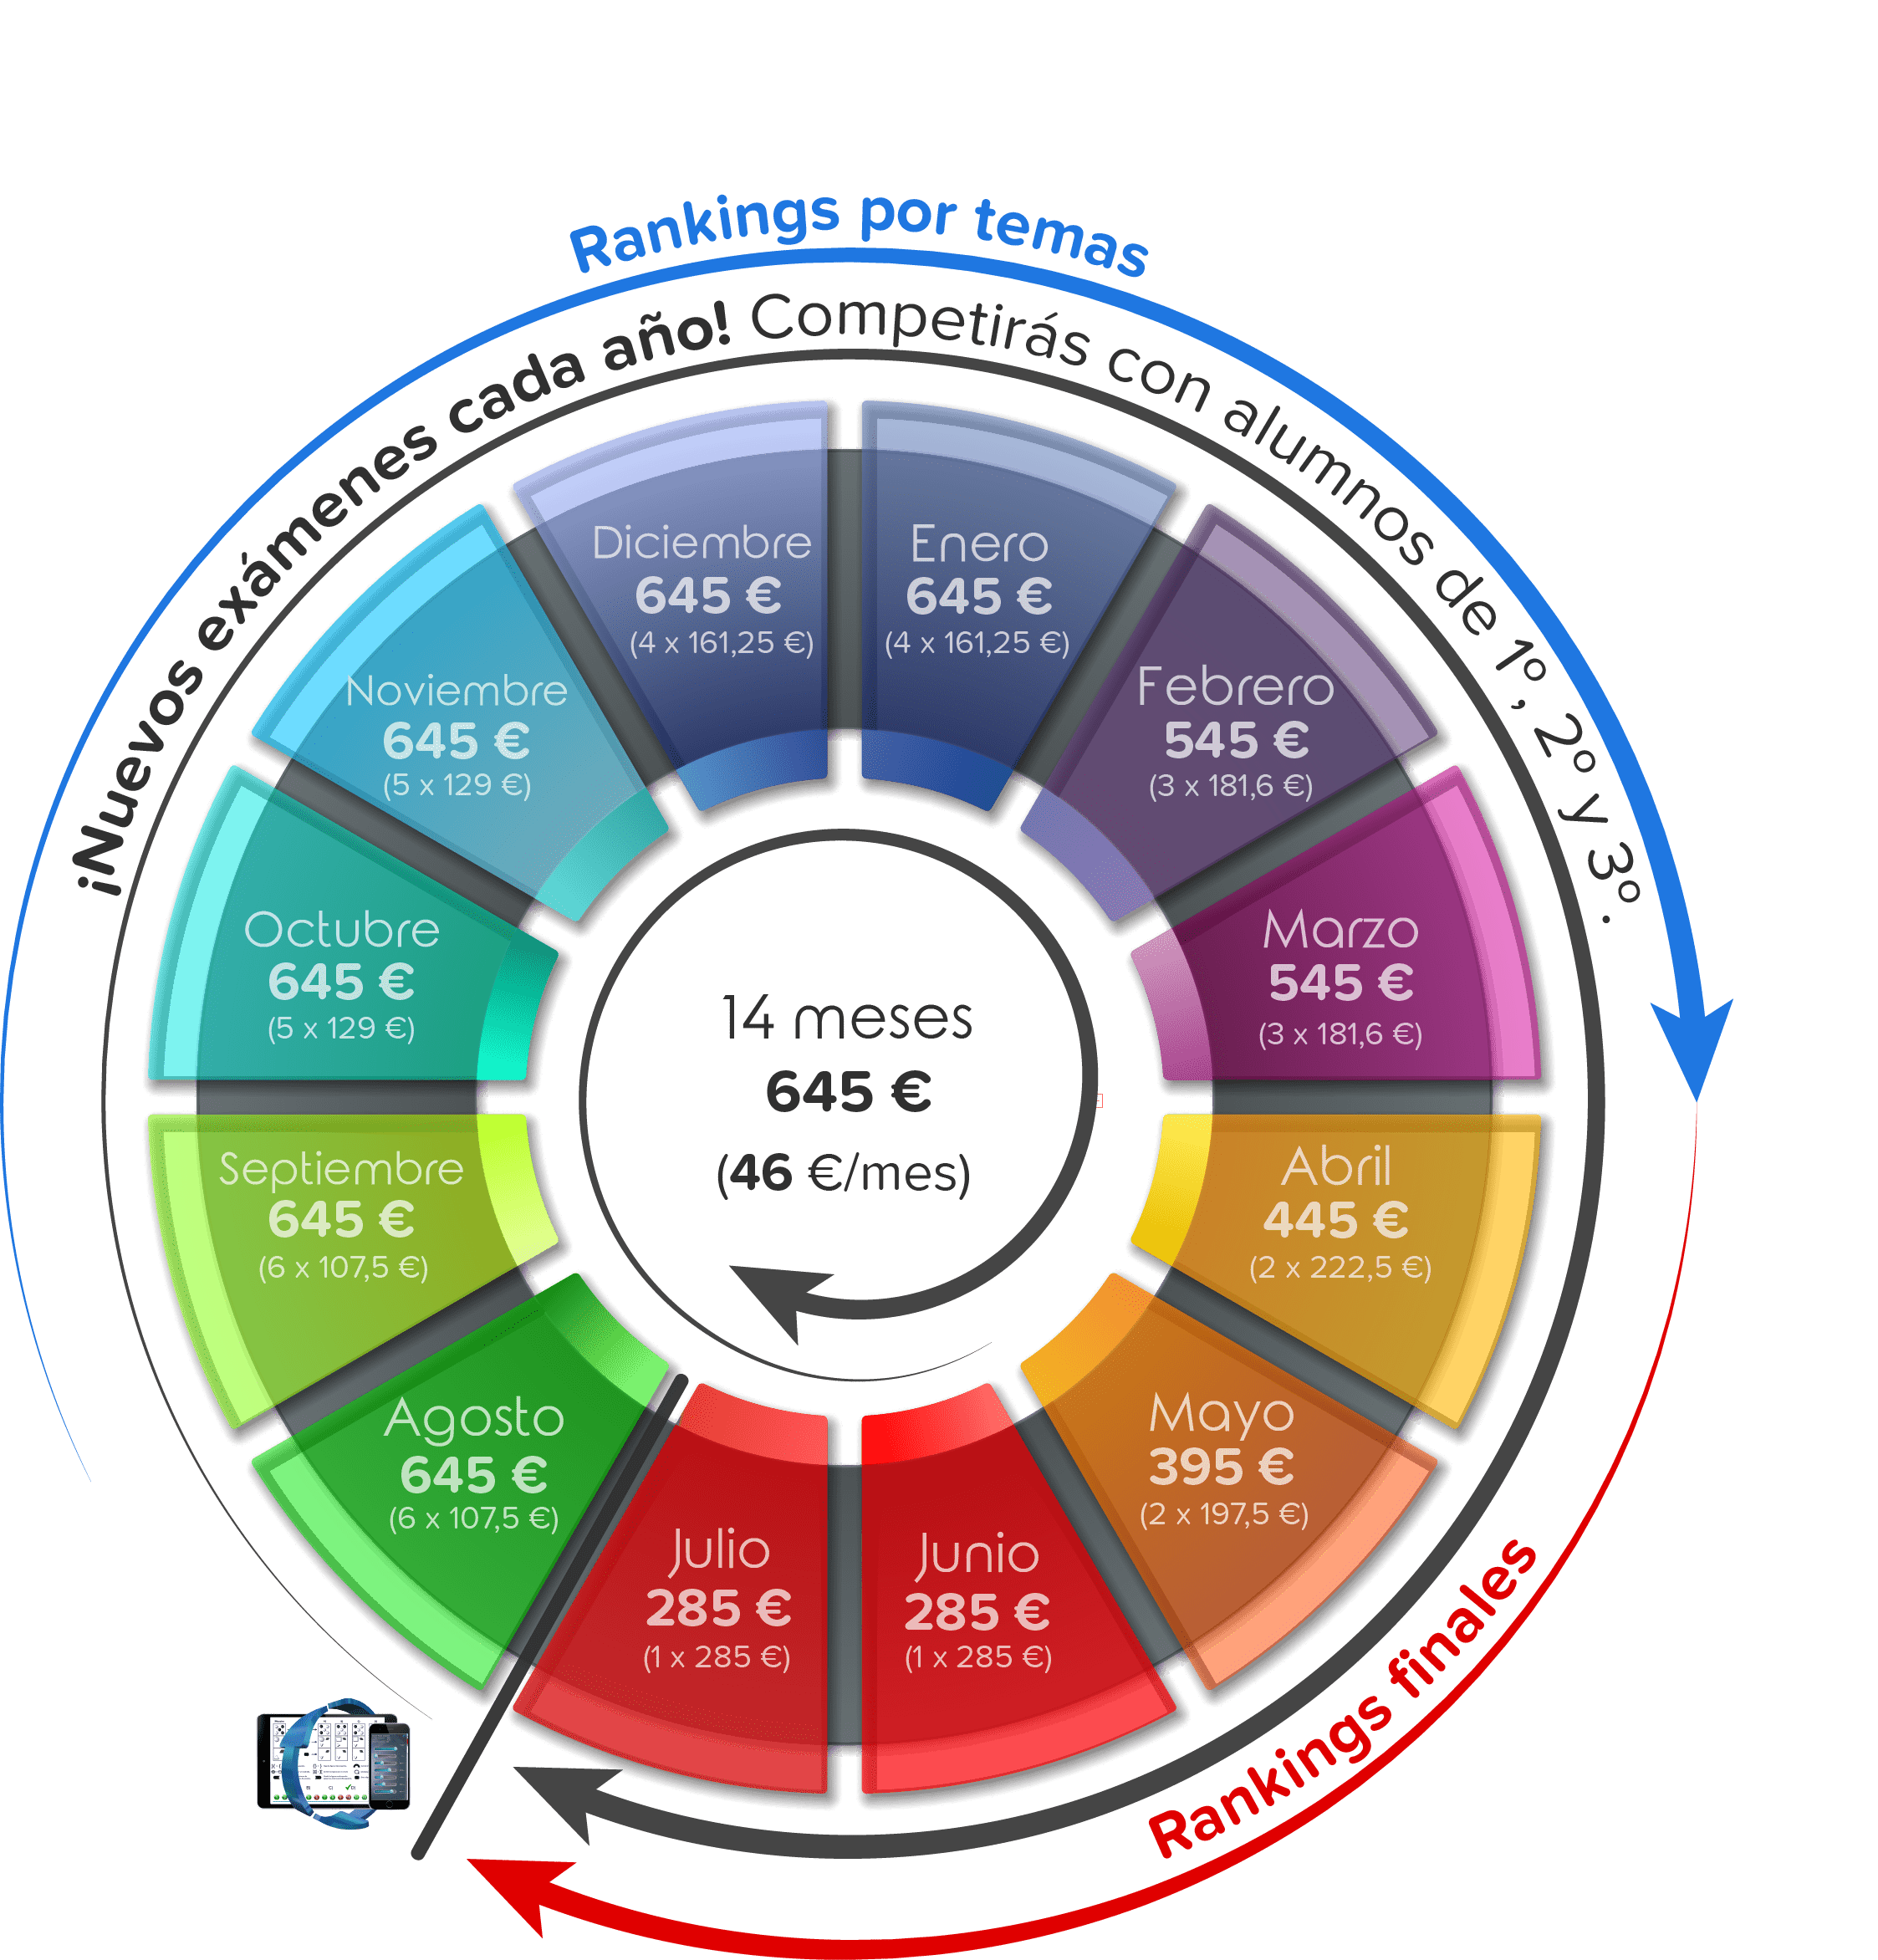 Rankings por temas
¡Nuevos exámenes cada año! Competirás con alumnos de 1º, 2º y 3º.
Enero
645 €
(4 x 161,25 €)
Febrero
545 €
(3 x 181,6 €)
Marzo
545 €
(3 x 181,6 €)
Abril
445 €
(2 x 222,5 €)
Mayo
395 €
(2 x 197,5 €)
Junio
285 €
(1 x 285 €)
Julio
285 €
(1 x 285 €)
Agosto
645 €
(6 x 107,5 €)
Septiembre
645 €
(6 x 107,5 €)
Octubre
645 €
(5 x 129 €)
Noviembre
645 €
(5 x 129 €)
Diciembre
645 €
(4 x 161,25 €)
14 meses
645 €
(46 €/mes)
Rankings finales